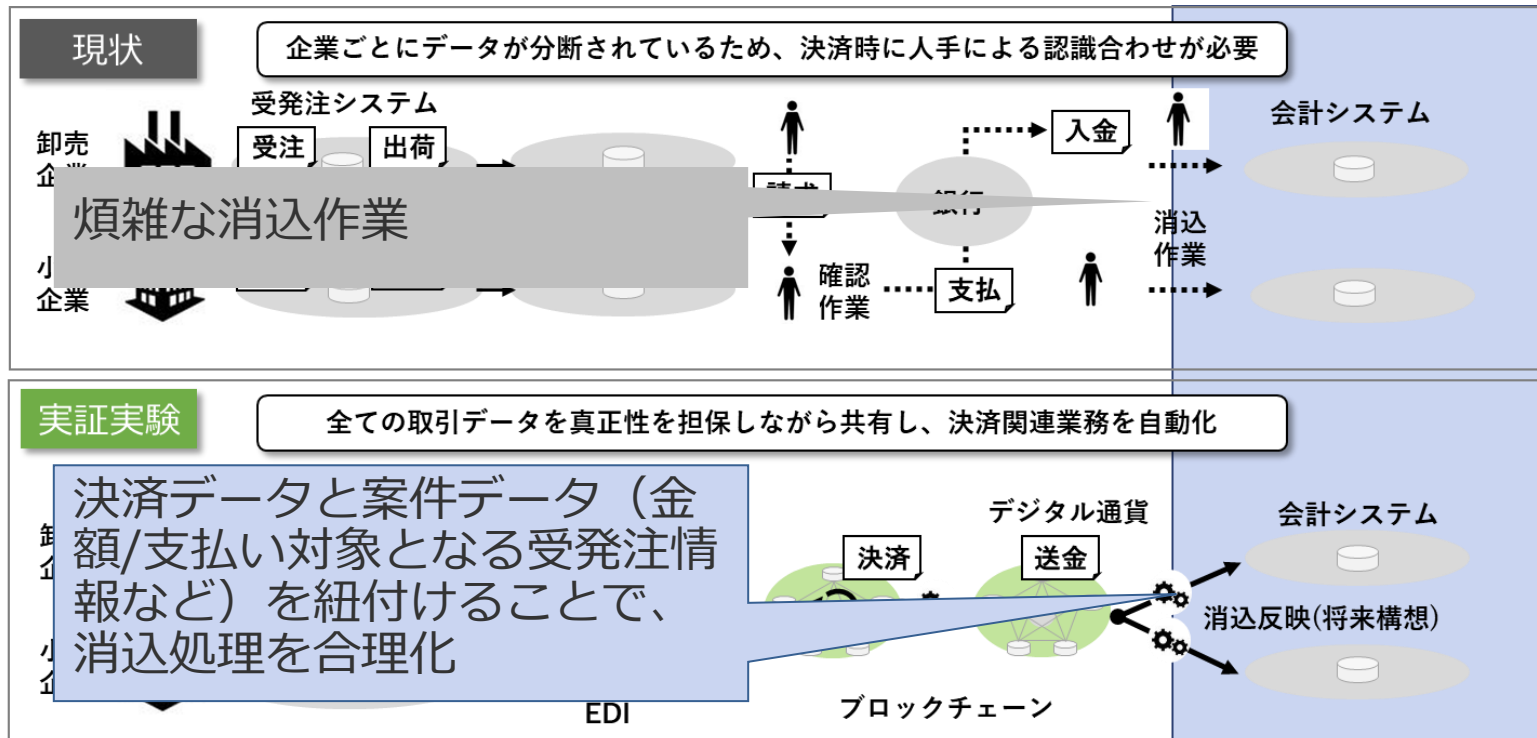 現状
企業ごとにデータが分断されているため、決済時に人手による認識合わせが必要
受発注システム
会計システム
卸売
受注
出荷
入金
煩雑な消込作業
消込
作業
企業
確認
作業
支払
実証実験
全ての取引データを真正性を担保しながら共有し、決済関連業務を自動化
決済データと案件データ（金
額/支払い対象となる受発注情
報など）を紐付けることで、
消込処理を合理化
デジタル通貨
会計システム
決済
送金
消込反映(将来構想)
EDI
ブロックチェーン